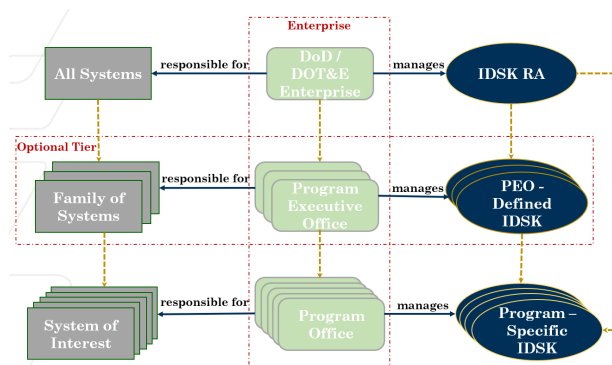 Enterprise
All Systems
responsible for
DoD /
DOT&E
Enterprise
manages
IDSK RA
Optional Tier
Family of
Systems
responsible for
Program
Executive
Office
manages
PEO -
Defined
IDSK
System of
Interest
responsible for
Program
Office
manages
Program –
Specific
IDSK